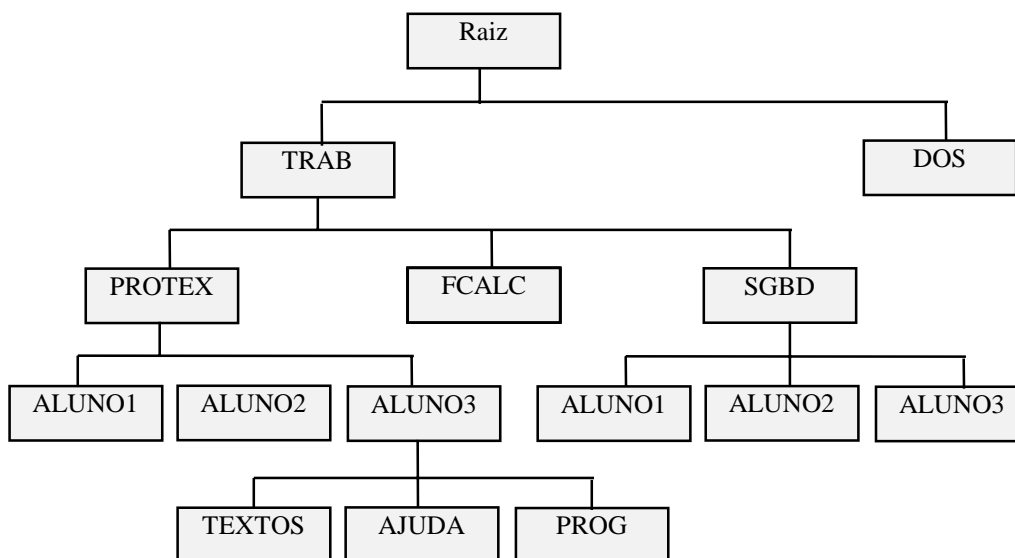 Raiz
TRAB
DOS
PROTEX
FCALC
SGBD
ALUNO1
ALUNO2
ALUNO3
ALUNO1
ALUNO2
ALUNO3
TEXTOS
AJUDA
PROG